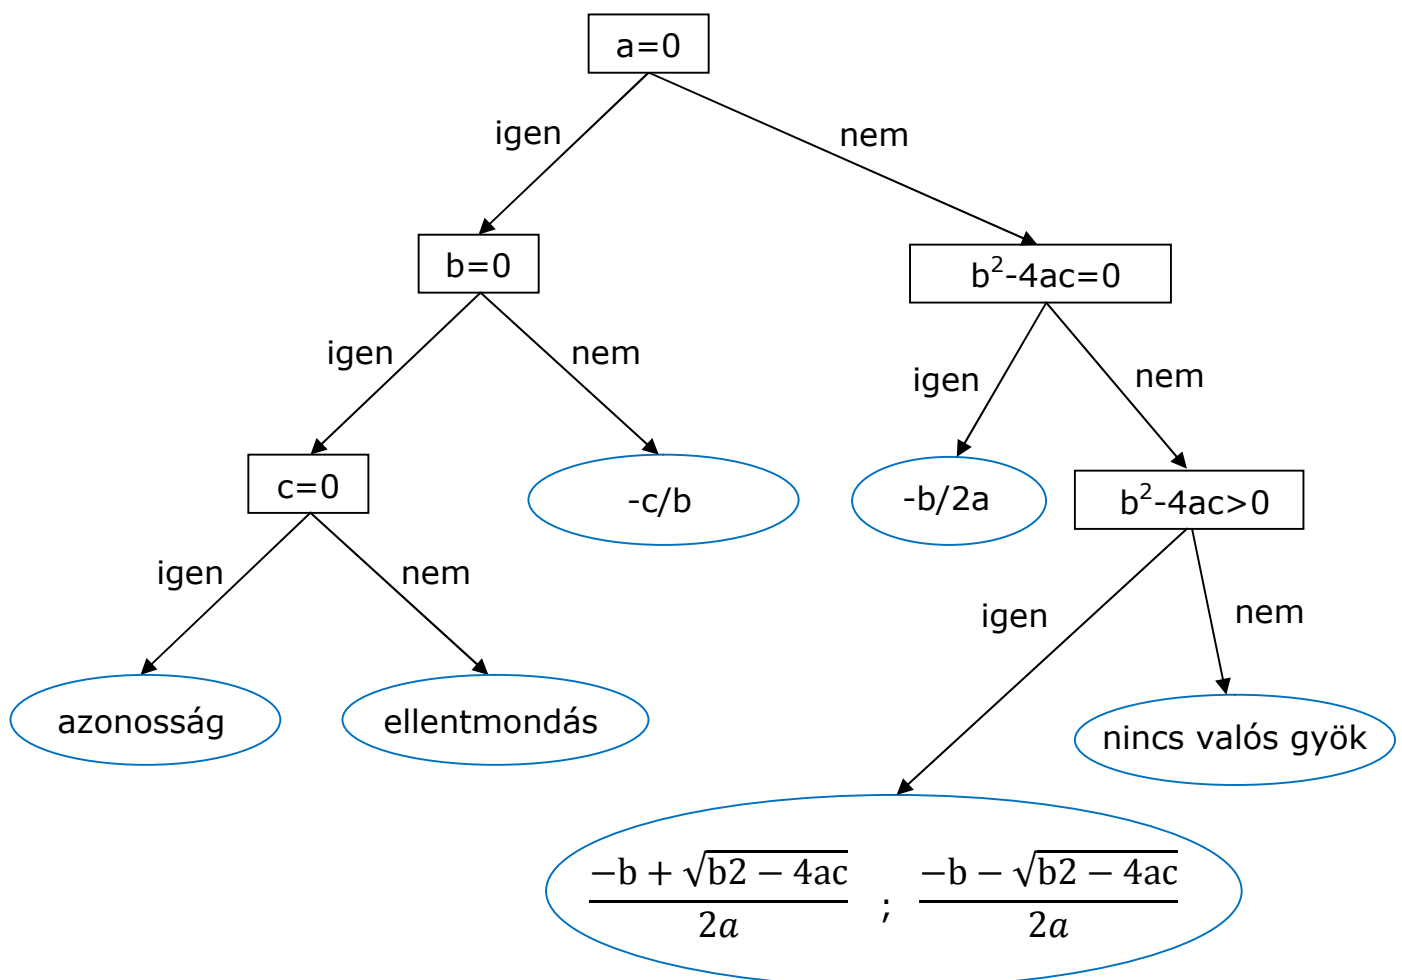 a=0
igen
nem
b=0
b²-4ac=0
igen
nem
igen
nem
c=0
-c/b
-b/2a
b²-4ac>0
igen
nem
igen
nem
azonosság
ellentmondás
nincs valós gyök
−b + √b2 − 4ac / 2a ; −b − √b2 − 4ac / 2a